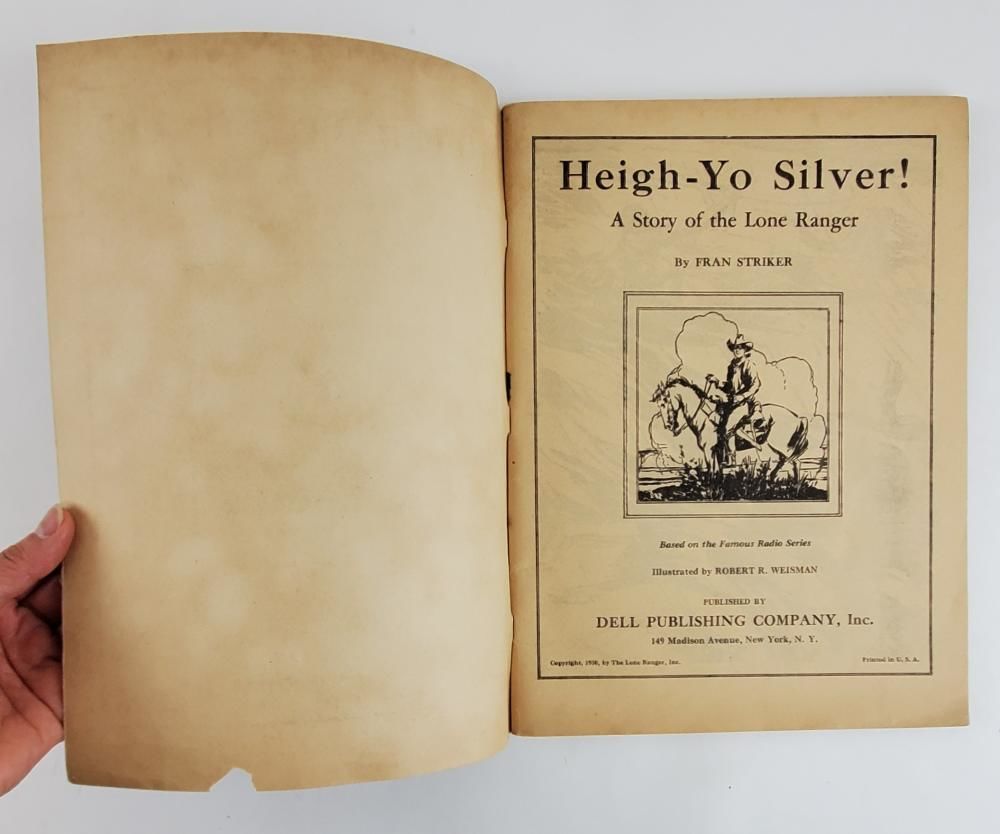 Heigh-Yo Silver!
A Story of the Lone Ranger
By FRAN STRIKER
Based on the Famous Radio Series
Illustrated by ROBERT R. WEISMAN
PUBLISHED BY
DELL PUBLISHING COMPANY, Inc.
149 Madison Avenue, New York, N. Y.
Copyright, 1938, by The Lone Ranger, Inc.
Printed in U. S. A.